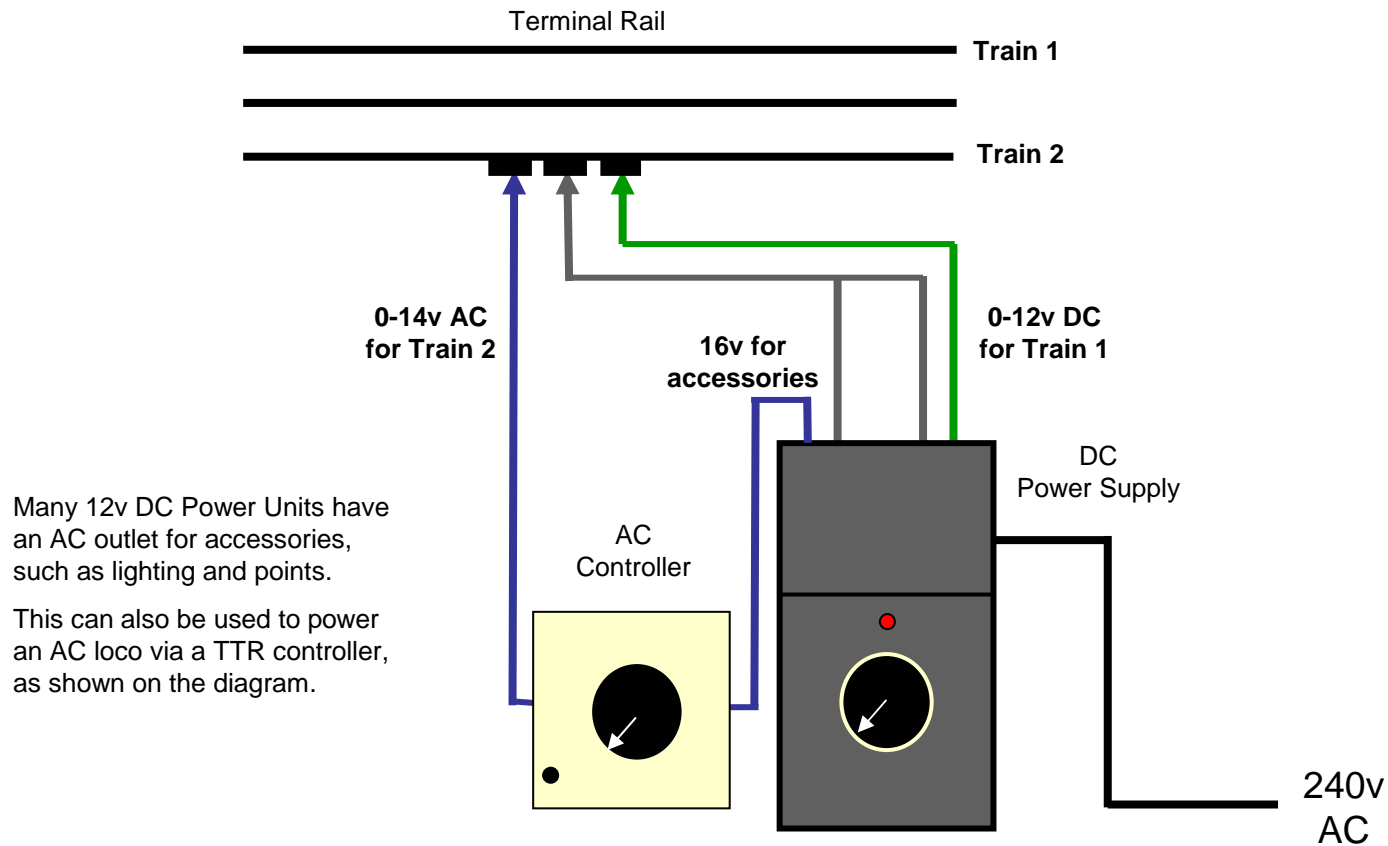 Terminal Rail
Train 1
Train 2
0-14v AC
for Train 2
16v for
accessories
0-12v DC
for Train 1
DC
Power Supply
Many 12v DC Power Units have
an AC outlet for accessories,
such as lighting and points.
This can also be used to power
an AC loco via a TTR controller,
as shown on the diagram.
AC
Controller
240v
AC